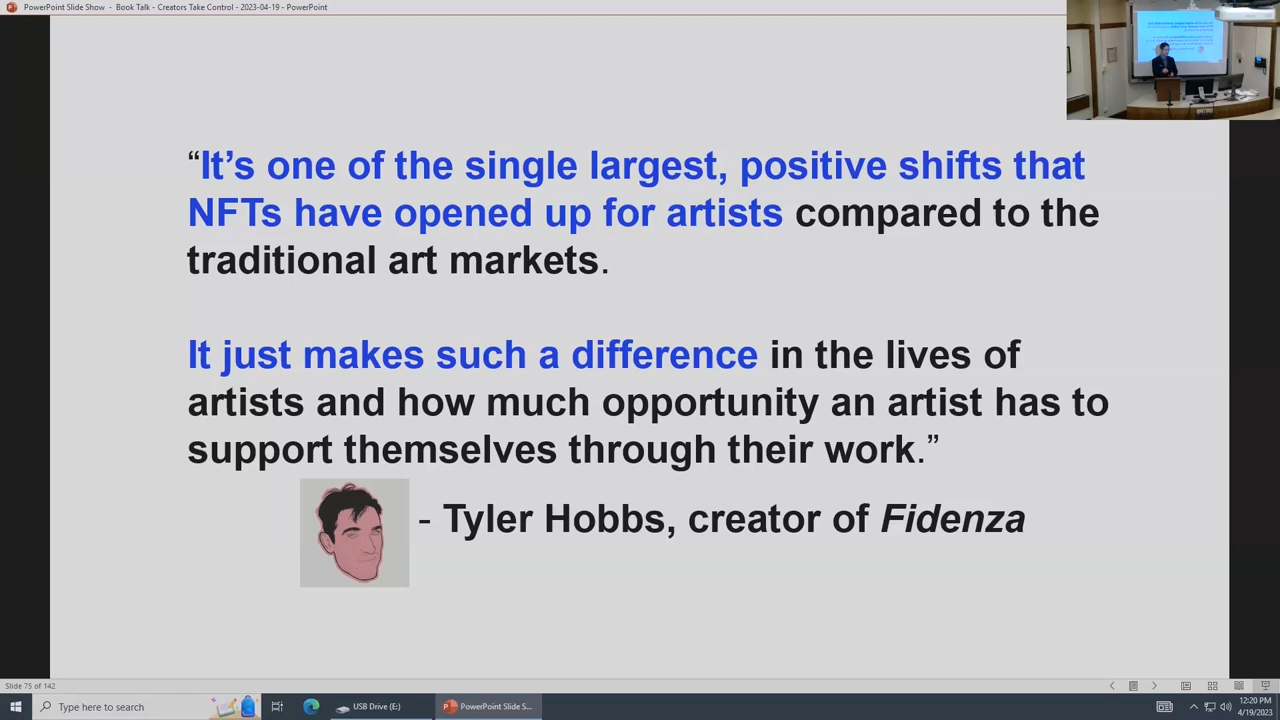 PowerPoint Slide Show - Book Talk - Creators Take Control - 2023-04-19 - PowerPoint
“It’s one of the single largest, positive shifts that
NFTs have opened up for artists compared to the
traditional art markets.
It just makes such a difference in the lives of
artists and how much opportunity an artist has to
support themselves through their work.”
- Tyler Hobbs, creator of Fidenza
Slide 75 of 142
Type here to search
USB Drive (E:)
PowerPoint Slide S...
12:20 PM
4/19/2023